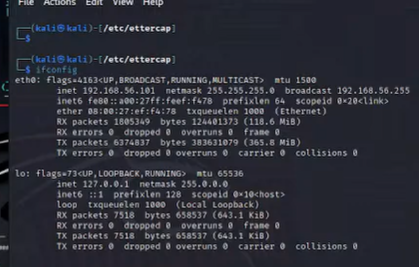 File Actions Edit View Help
┌──(kali㉿kali)-[/etc/ettercap]
└─$
┌──(kali㉿kali)-[/etc/ettercap]
└─$ ifconfig
eth0: flags=4163<UP,BROADCAST,RUNNING,MULTICAST> mtu 1500
inet 192.168.56.101 netmask 255.255.255.0 broadcast 192.168.56.255
inet6 fe80::a00:27ff:feef:f478 prefixlen 64 scopeid 0×20<link>
ether 08:00:27:ef:f4:78 txqueuelen 1000 (Ethernet)
RX packets 1805349 bytes 124401373 (118.6 MiB)
RX errors 0 dropped 0 overruns 0 frame 0
TX packets 6374837 bytes 383631079 (365.8 MiB)
TX errors 0 dropped 0 overruns 0 carrier 0 collisions 0
lo: flags=73<UP,LOOPBACK,RUNNING> mtu 65536
inet 127.0.0.1 netmask 255.0.0.0
inet6 ::1 prefixlen 128 scopeid 0×10<host>
loop txqueuelen 1000 (Local Loopback)
RX packets 7518 bytes 658537 (643.1 KiB)
RX errors 0 dropped 0 overruns 0 frame 0
TX packets 7518 bytes 658537 (643.1 KiB)
TX errors 0 dropped 0 overruns 0 carrier 0 collisions 0